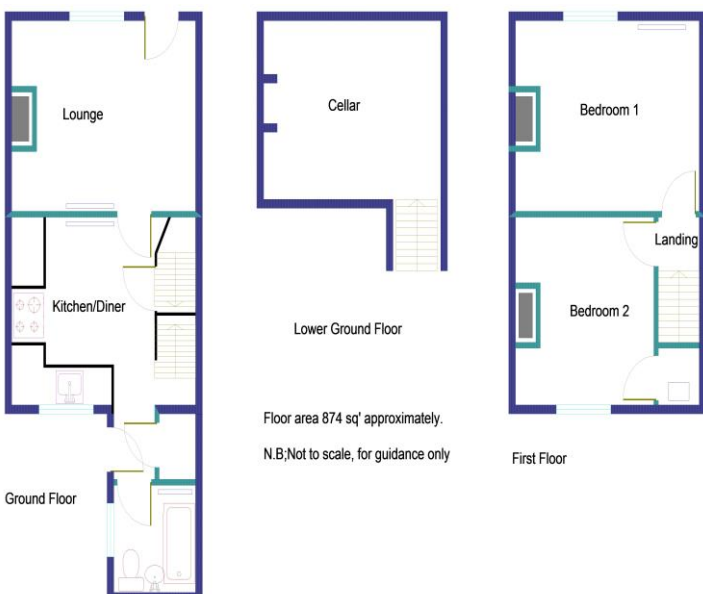 Lounge
Kitchen/Diner
Ground Floor
Cellar
Lower Ground Floor
Floor area 874 sq' approximately.
N.B;Not to scale, for guidance only
Bedroom 1
Landing
Bedroom 2
First Floor